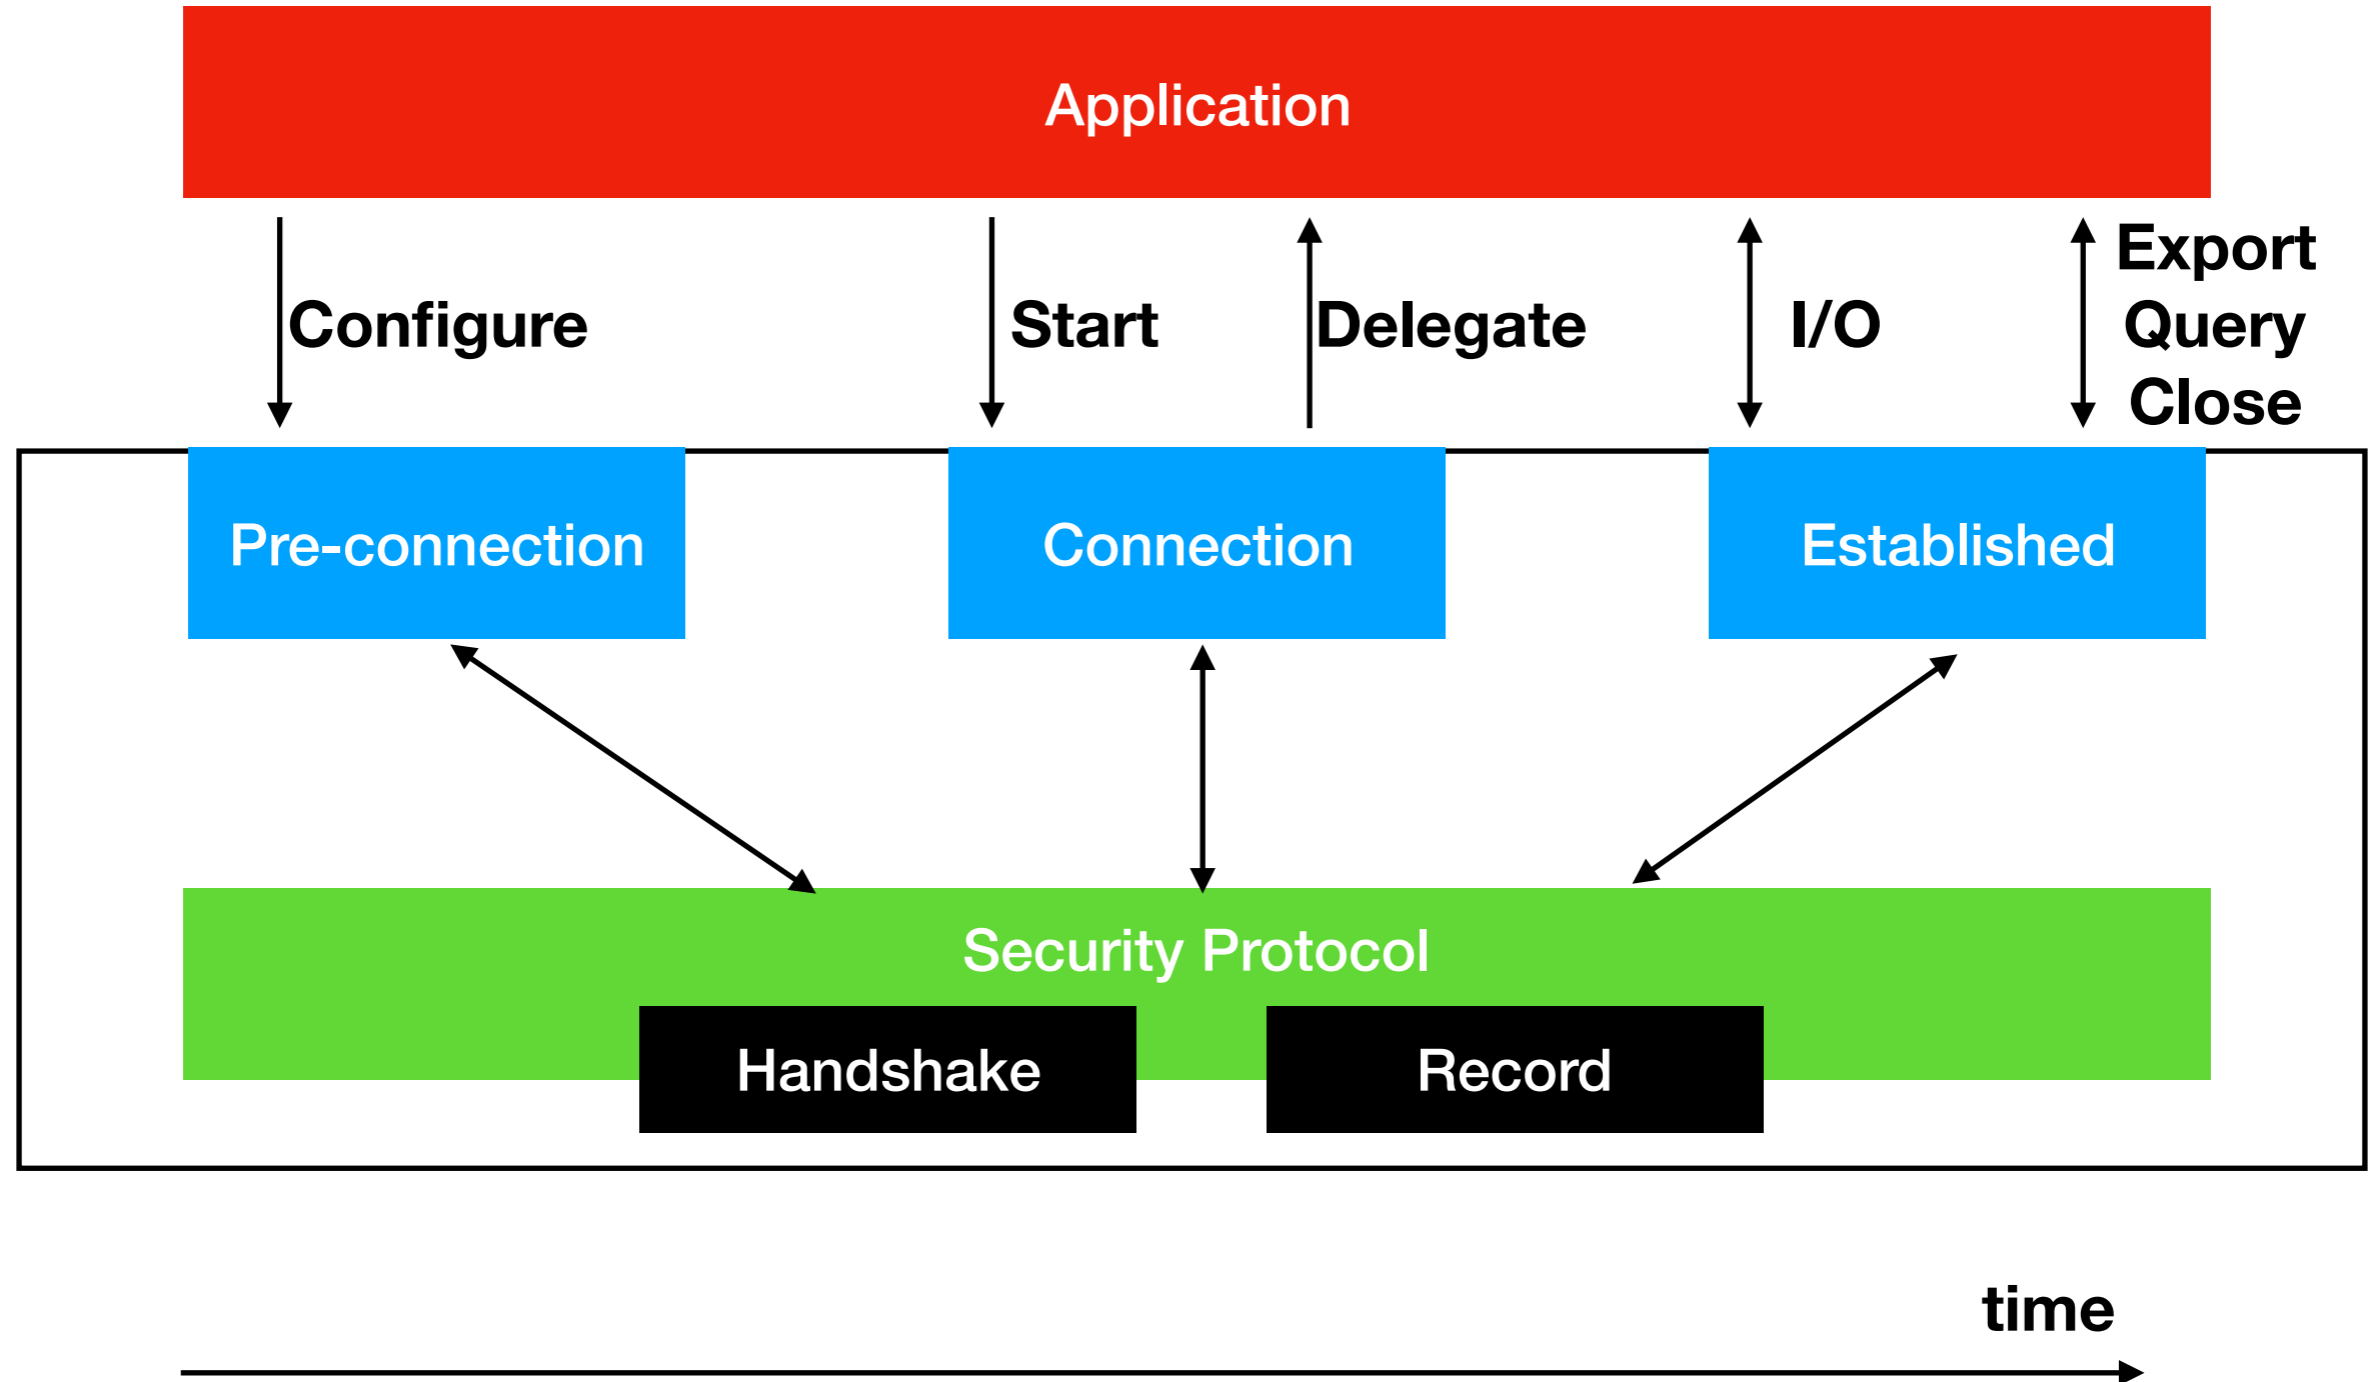 Application
Configure
Start
Delegate
I/O
Export
Query
Close
Pre-connection
Connection
Established
Security Protocol
Handshake
Record
time